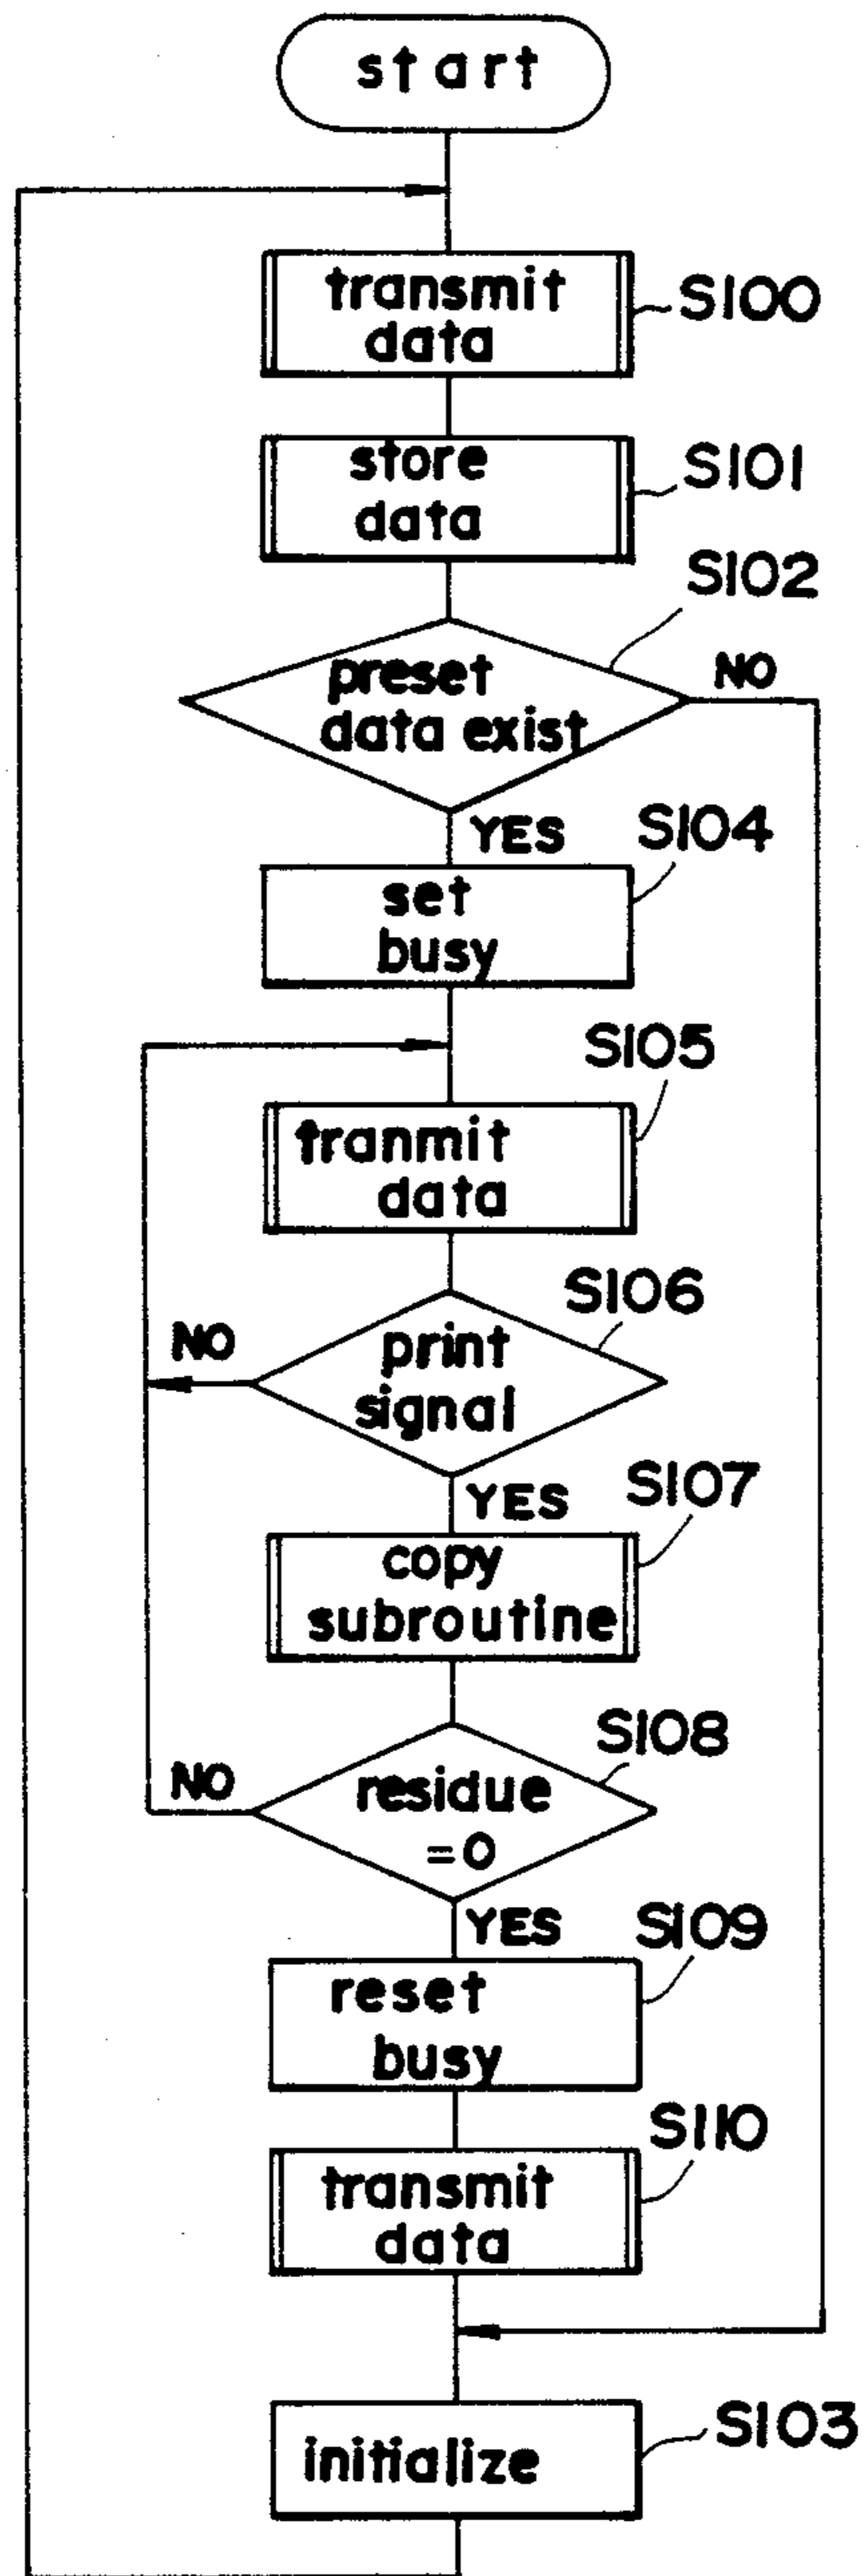 start
transmit
data
S100
store
data
S101
S102
preset
data exist
NO
YES
S104
set
busy
S105
tranmit
data
S106
print
signal
NO
YES
S107
copy
subroutine
S108
residue
=0
NO
YES
S109
reset
busy
S110
transmit
data
initialize
S103